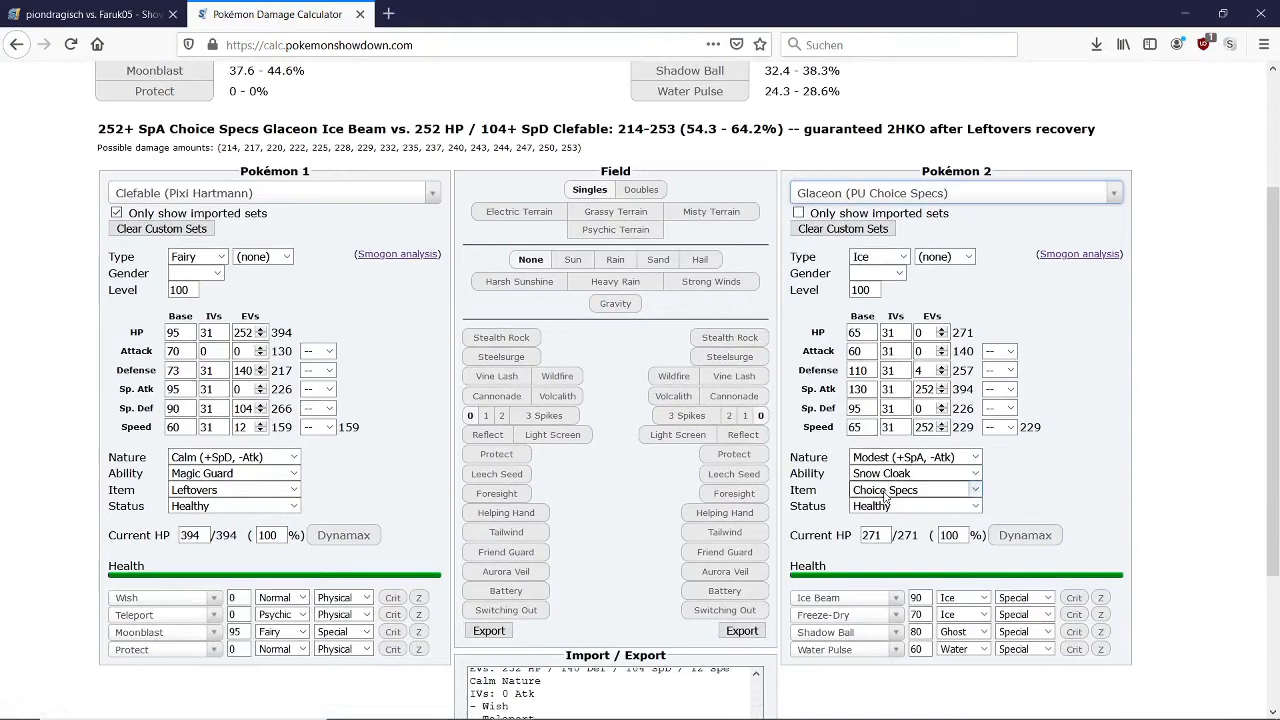 piondragisch vs. Faruk05 - Shov
Pokémon Damage Calculator
https://calc.pokemonshowdown.com
Suchen
1
Moonblast 37.6 - 44.6% Shadow Ball 32.4 - 38.3%
Protect 0 - 0% Water Pulse 24.3 - 28.6%
252+ SpA Choice Specs Glaceon Ice Beam vs. 252 HP / 104+ SpD Clefable: 214-253 (54.3 - 64.2%) -- guaranteed 2HKO after Leftovers recovery
Possible damage amounts: (214, 217, 220, 222, 225, 228, 229, 232, 235, 237, 240, 243, 244, 247, 250, 253)
Pokémon 1
Clefable (Pixi Hartmann)
Only show imported sets
Clear Custom Sets
Type Fairy (none) (Smogon analysis)
Gender
Level 100
Base IVs EVs
HP 95 31 252 394
Attack 70 0 0 130 --
Defense 73 31 140 217 --
Sp. Atk 95 31 0 226 --
Sp. Def 90 31 104 266 --
Speed 60 31 12 159 -- 159
Nature Calm (+SpD, -Atk)
Ability Magic Guard
Item Leftovers
Status Healthy
Current HP 394 /394 ( 100 %) Dynamax
Health
Wish 0 Normal Physical Crit Z
Teleport 0 Psychic Physical Crit Z
Moonblast 95 Fairy Special Crit Z
Protect 0 Normal Physical Crit Z
Field
Singles Doubles
Electric Terrain Grassy Terrain Misty Terrain
Psychic Terrain
None Sun Rain Sand Hail
Harsh Sunshine Heavy Rain Strong Winds
Gravity
Stealth Rock Stealth Rock
Steelsurge Steelsurge
Vine Lash Wildfire Wildfire Vine Lash
Cannonade Volcalith Volcalith Cannonade
0 1 2 3 Spikes 3 Spikes 2 1 0
Reflect Light Screen Light Screen Reflect
Protect Protect
Leech Seed Leech Seed
Foresight Foresight
Helping Hand Helping Hand
Tailwind Tailwind
Friend Guard Friend Guard
Aurora Veil Aurora Veil
Battery Battery
Switching Out Switching Out
Export Export
Import / Export
EVs: 252 HP / 140 Def / 104 SpD / 12 Spe
Calm Nature
IVs: 0 Atk
- Wish
- Teleport
Pokémon 2
Glaceon (PU Choice Specs)
Only show imported sets
Clear Custom Sets
Type Ice (none) (Smogon analysis)
Gender
Level 100
Base IVs EVs
HP 65 31 0 271
Attack 60 31 0 140 --
Defense 110 31 4 257 --
Sp. Atk 130 31 252 394 --
Sp. Def 95 31 0 226 --
Speed 65 31 252 229 -- 229
Nature Modest (+SpA, -Atk)
Ability Snow Cloak
Item Choice Specs
Status Healthy
Current HP 271 /271 ( 100 %) Dynamax
Health
Ice Beam 90 Ice Special Crit Z
Freeze-Dry 70 Ice Special Crit Z
Shadow Ball 80 Ghost Special Crit Z
Water Pulse 60 Water Special Crit Z